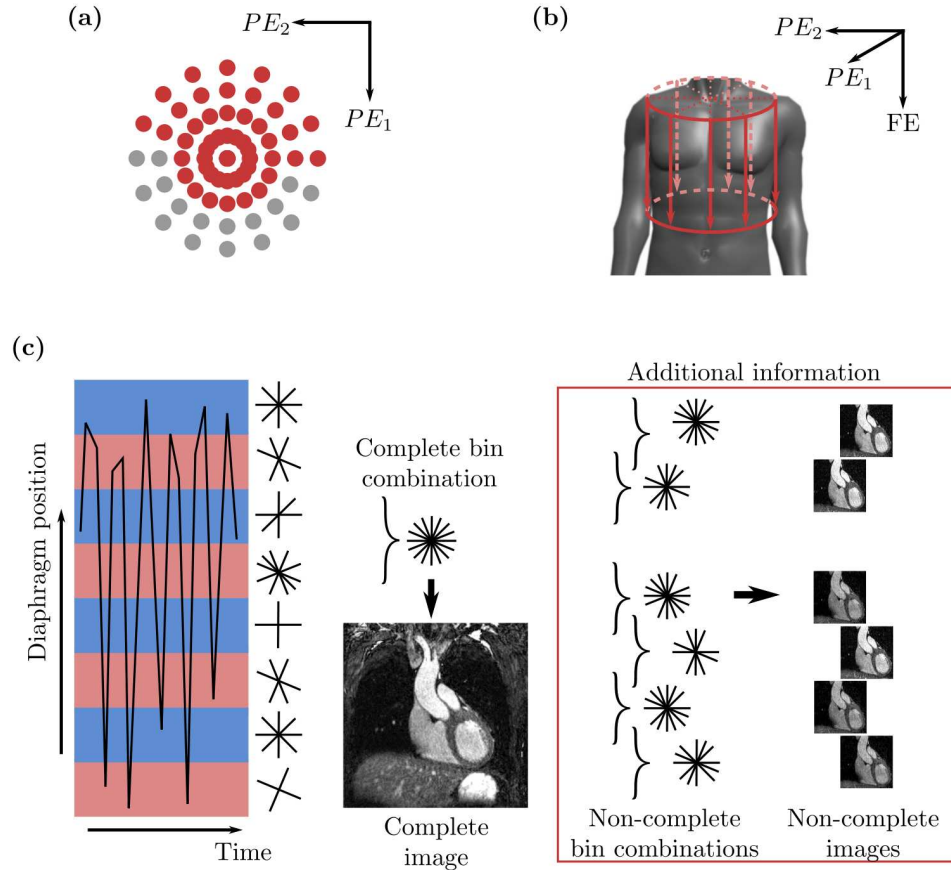 (a)
PE2
PE1
(b)
PE2
PE1
FE
(c)
Diaphragm position
Time
Complete bin
combination
Complete
image
Additional information
Non-complete
bin combinations
Non-complete
images